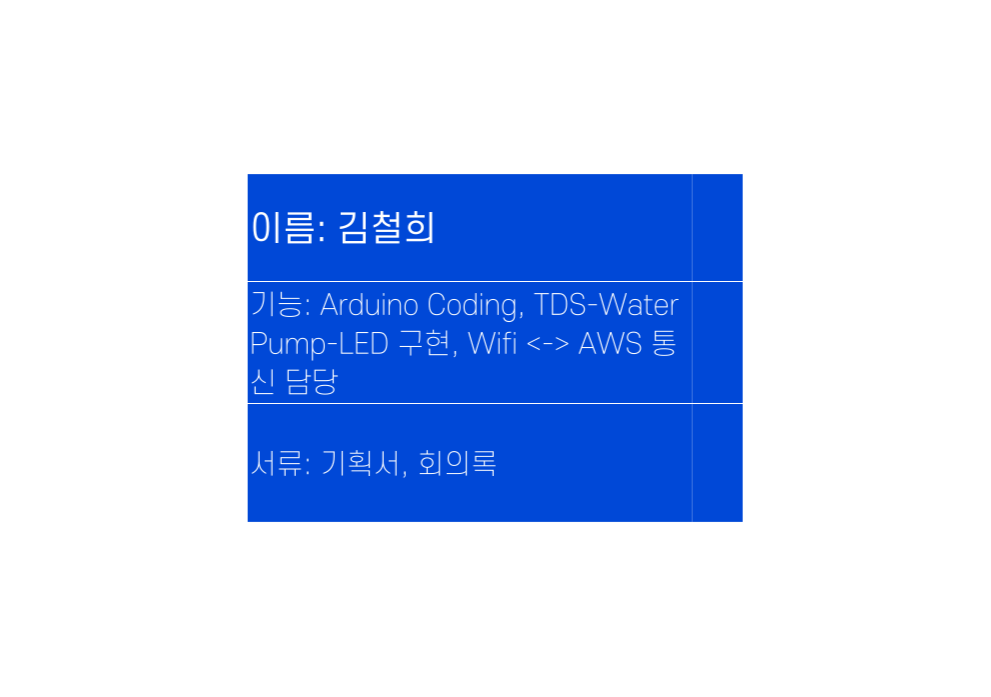 이름: 김철희
기능: Arduino Coding, TDS-Water
Pump-LED 구현, Wifi <-> AWS 통
신 담당
서류: 기획서, 회의록